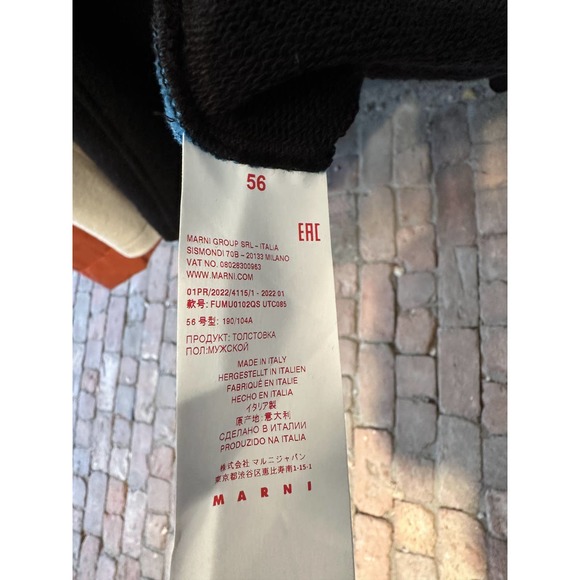 56
EAC
MARNI GROUP SRL - ITALIA
SISMONDI 70B - 20133 MILANO
VAT NO. 08028300963
WWW.MARNI.COM
01PR/2022/4115/1 - 2022 01
款号: FUMU0102QS UTC085
56 号型: 190/104A
ПРОДУКТ: ТОЛСТОВКА
ПОЛ:МУЖСКОЙ
MADE IN ITALY
HERGESTELLT IN ITALIEN
FABRIQUÉ EN ITALIE
HECHO EN ITALIA
イタリア製
原产地: 意大利
СДЕЛАНО В ИТАЛИИ
PRODUZIDO NA ITALIA
株式会社 マルニジャパン
東京都渋谷区恵比寿南1-15-1
MARNI